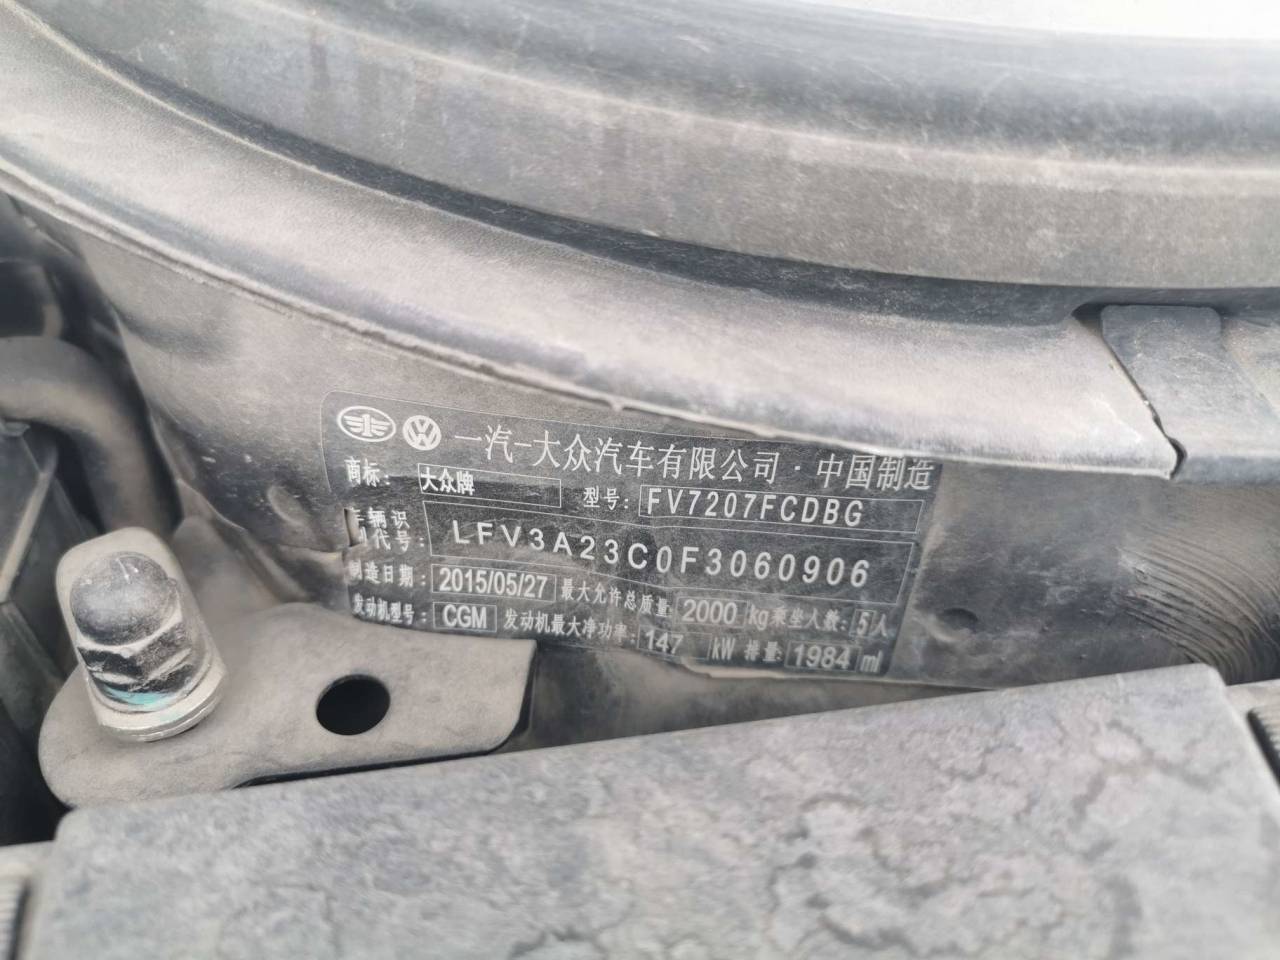 一汽-大众汽车有限公司·中国制造
商标: 大众牌 型号: FV7207FCDBG
车辆识
别代号: LFV3A23C0F3060906
制造日期: 2015/05/27 最大允许总质量: 2000 kg 乘坐人数: 5 人
发动机型号: CGM 发动机最大净功率: 147 kW 排量: 1984 ml